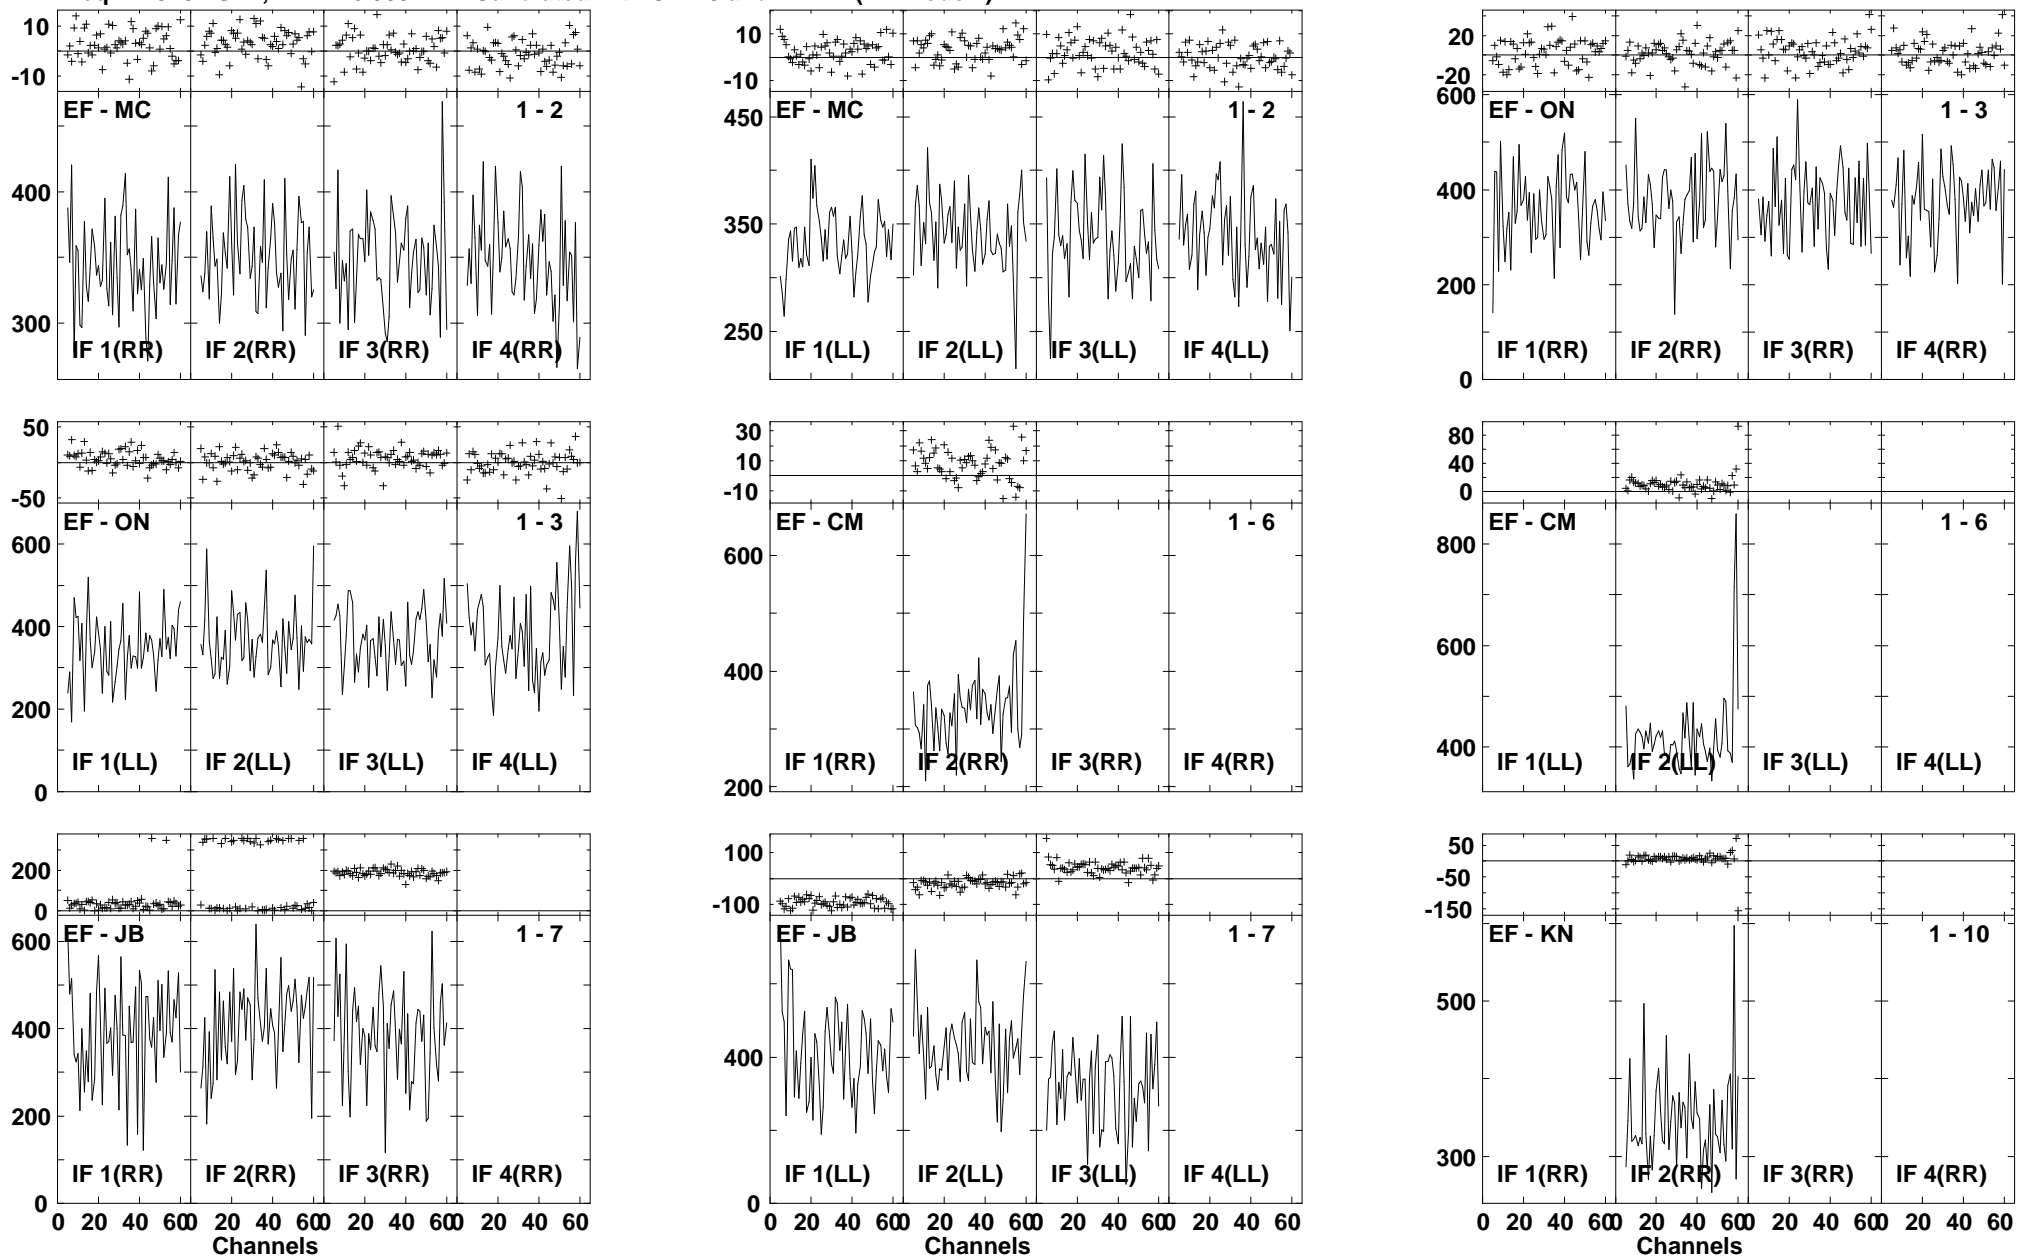 10 10 20
-10 -10 -20
EF - MC 1 - 2 EF - MC 1 - 2 EF - ON 1 - 3
600
450
400 400
350
300 200
250
IF 1(RR) IF 2(RR) IF 3(RR) IF 4(RR) IF 1(LL) IF 2(LL) IF 3(LL) IF 4(LL) IF 1(RR) IF 2(RR) IF 3(RR) IF 4(RR)
0
50 30 80
10 40
-50 -10 0
EF - ON 1 - 3 EF - CM 1 - 6 EF - CM 1 - 6
600 600 800
400 400 600
200 400
IF 1(LL) IF 2(LL) IF 3(LL) IF 4(LL) IF 1(RR) IF 2(RR) IF 3(RR) IF 4(RR) IF 1(LL) IF 2(LL) IF 3(LL) IF 4(LL)
0 200
200 100 50
-50
0 -100 -150
EF - JB 1 - 7 EF - JB 1 - 7 EF - KN 1 - 10
600
400 400 500
200 300
IF 1(RR) IF 2(RR) IF 3(RR) IF 4(RR) IF 1(LL) IF 2(LL) IF 3(LL) IF 4(LL) IF 1(RR) IF 2(RR) IF 3(RR) IF 4(RR)
0 0
0 20 40 60 0 20 40 60 0 20 40 60 0 20 40 60 0 20 40 60 0 20 40 60 0 20 40 60 0 20 40 60 0 20 40 60 0 20 40 60 0 20 40 60 0 20 40 60
Channels Channels